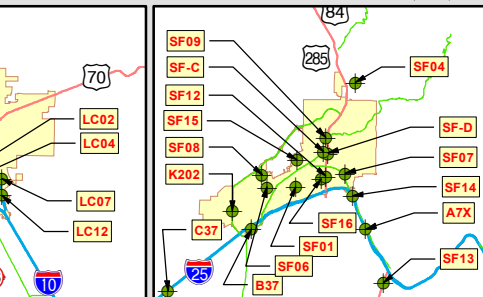 70
LC02
LC04
LC07
LC12
10
84
285
SF09
SF-C
SF12
SF15
SF08
K202
C37
25
SF04
SF-D
SF07
SF14
A7X
SF16
SF01
SF06
B37
SF13